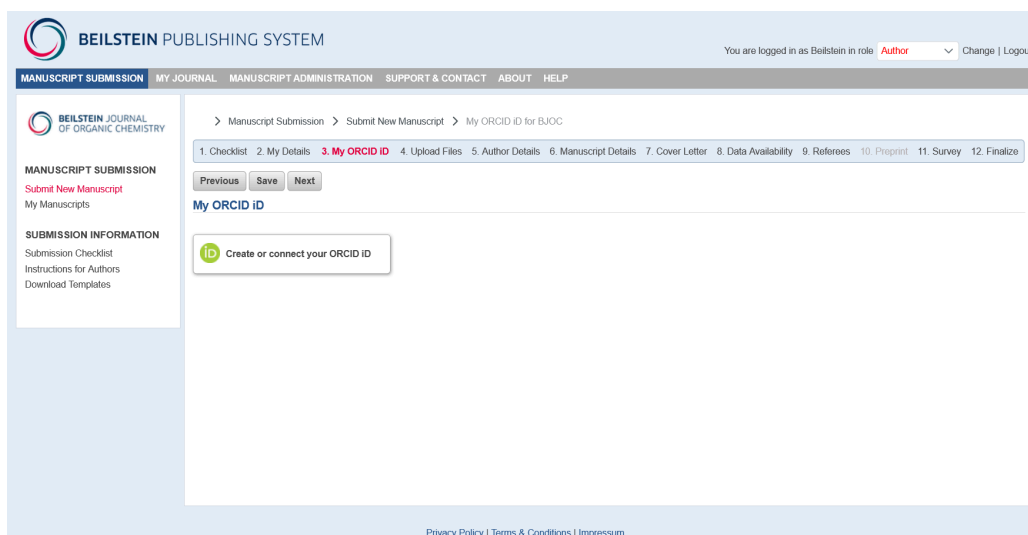 BEILSTEIN PUBLISHING SYSTEM
You are logged in as Beilstein in role Author Change | Logou
MANUSCRIPT SUBMISSION MY JOURNAL MANUSCRIPT ADMINISTRATION SUPPORT & CONTACT ABOUT HELP
BEILSTEIN JOURNAL
OF ORGANIC CHEMISTRY
MANUSCRIPT SUBMISSION
Submit New Manuscript
My Manuscripts
SUBMISSION INFORMATION
Submission Checklist
Instructions for Authors
Download Templates
> Manuscript Submission > Submit New Manuscript > My ORCID iD for BJOC
1. Checklist 2. My Details 3. My ORCID iD 4. Upload Files 5. Author Details 6. Manuscript Details 7. Cover Letter 8. Data Availability 9. Referees 10. Preprint 11. Survey 12. Finalize
Previous Save Next
My ORCID iD
iD Create or connect your ORCID iD
Privacy Policy | Terms & Conditions | Impressum